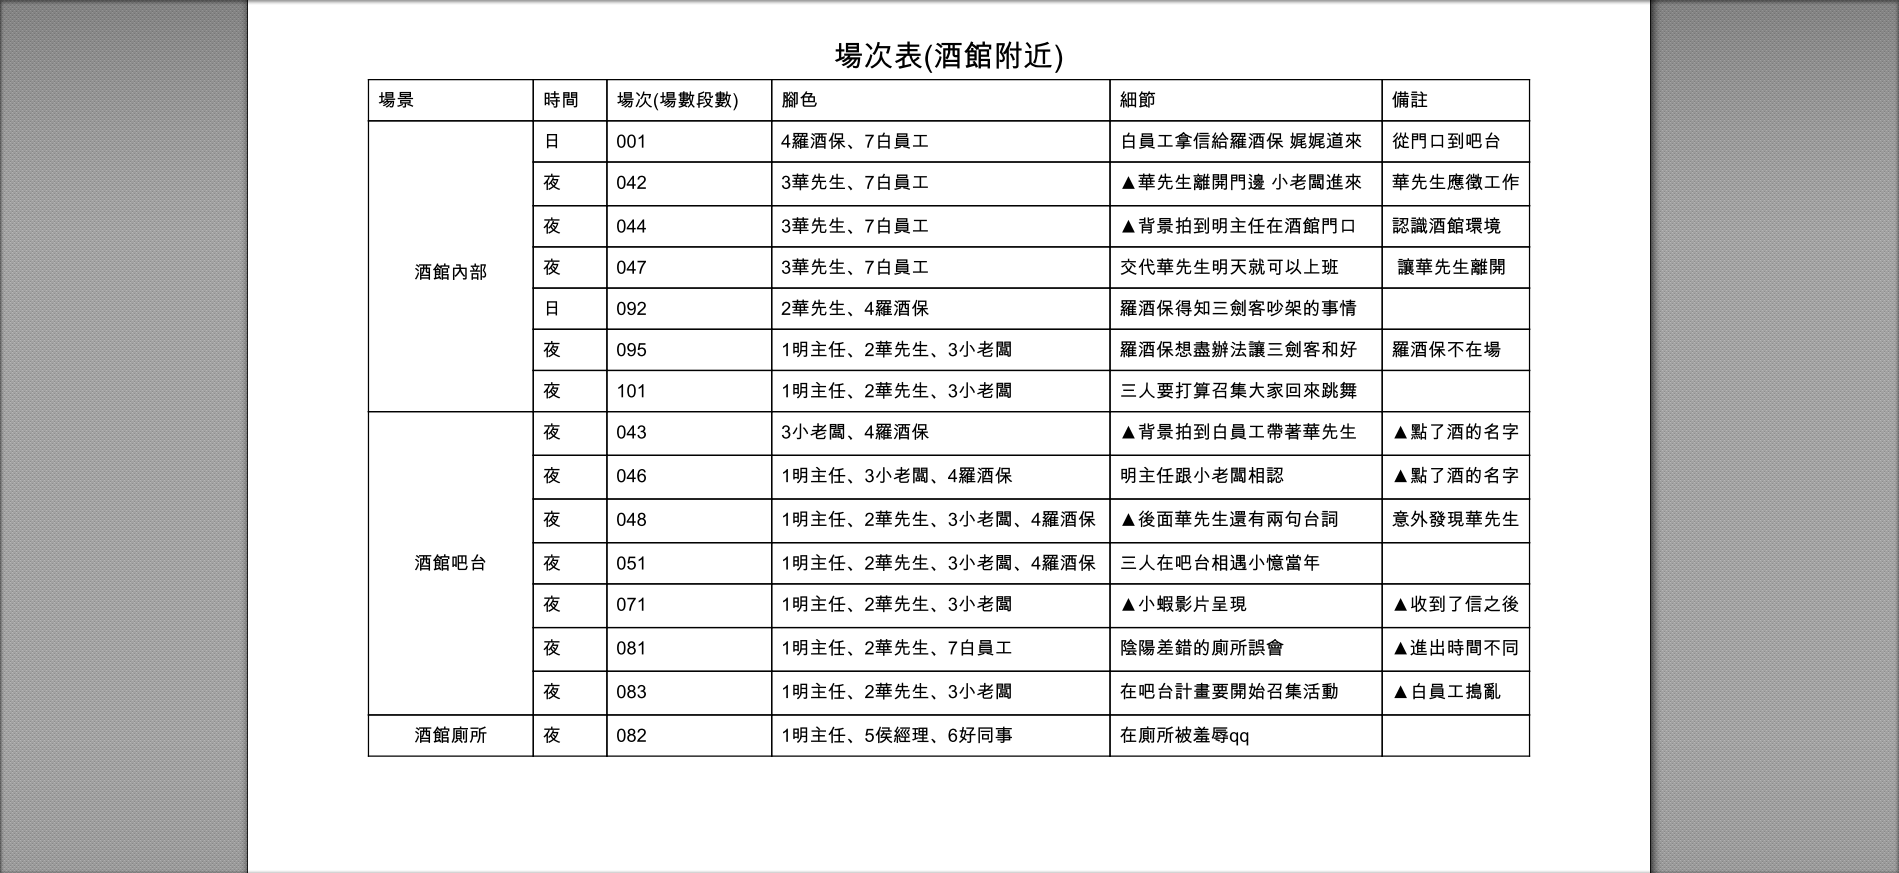 場次表(酒館附近)
場景 時間 場次(場數段數) 腳色 細節 備註
酒館內部
日 001 4羅酒保、7白員工 白員工拿信給羅酒保 娓娓道來 從門口到吧台
夜 042 3華先生、7白員工 ▲華先生離開門邊 小老闆進來 華先生應徵工作
夜 044 3華先生、7白員工 ▲背景拍到明主任在酒館門口 認識酒館環境
夜 047 3華先生、7白員工 交代華先生明天就可以上班 讓華先生離開
日 092 2華先生、4羅酒保 羅酒保得知三劍客吵架的事情
夜 095 1明主任、2華先生、3小老闆 羅酒保想盡辦法讓三劍客和好 羅酒保不在場
夜 101 1明主任、2華先生、3小老闆 三人要打算召集大家回來跳舞
酒館吧台
夜 043 3小老闆、4羅酒保 ▲背景拍到白員工帶著華先生 ▲點了酒的名字
夜 046 1明主任、3小老闆、4羅酒保 明主任跟小老闆相認 ▲點了酒的名字
夜 048 1明主任、2華先生、3小老闆、4羅酒保 ▲後面華先生還有兩句台詞 意外發現華先生
夜 051 1明主任、2華先生、3小老闆、4羅酒保 三人在吧台相遇小憶當年
夜 071 1明主任、2華先生、3小老闆 ▲小蝦影片呈現 ▲收到了信之後
夜 081 1明主任、2華先生、7白員工 陰陽差錯的廁所誤會 ▲進出時間不同
夜 083 1明主任、2華先生、3小老闆 在吧台計畫要開始召集活動 ▲白員工搗亂
酒館廁所 夜 082 1明主任、5侯經理、6好同事 在廁所被羞辱qq